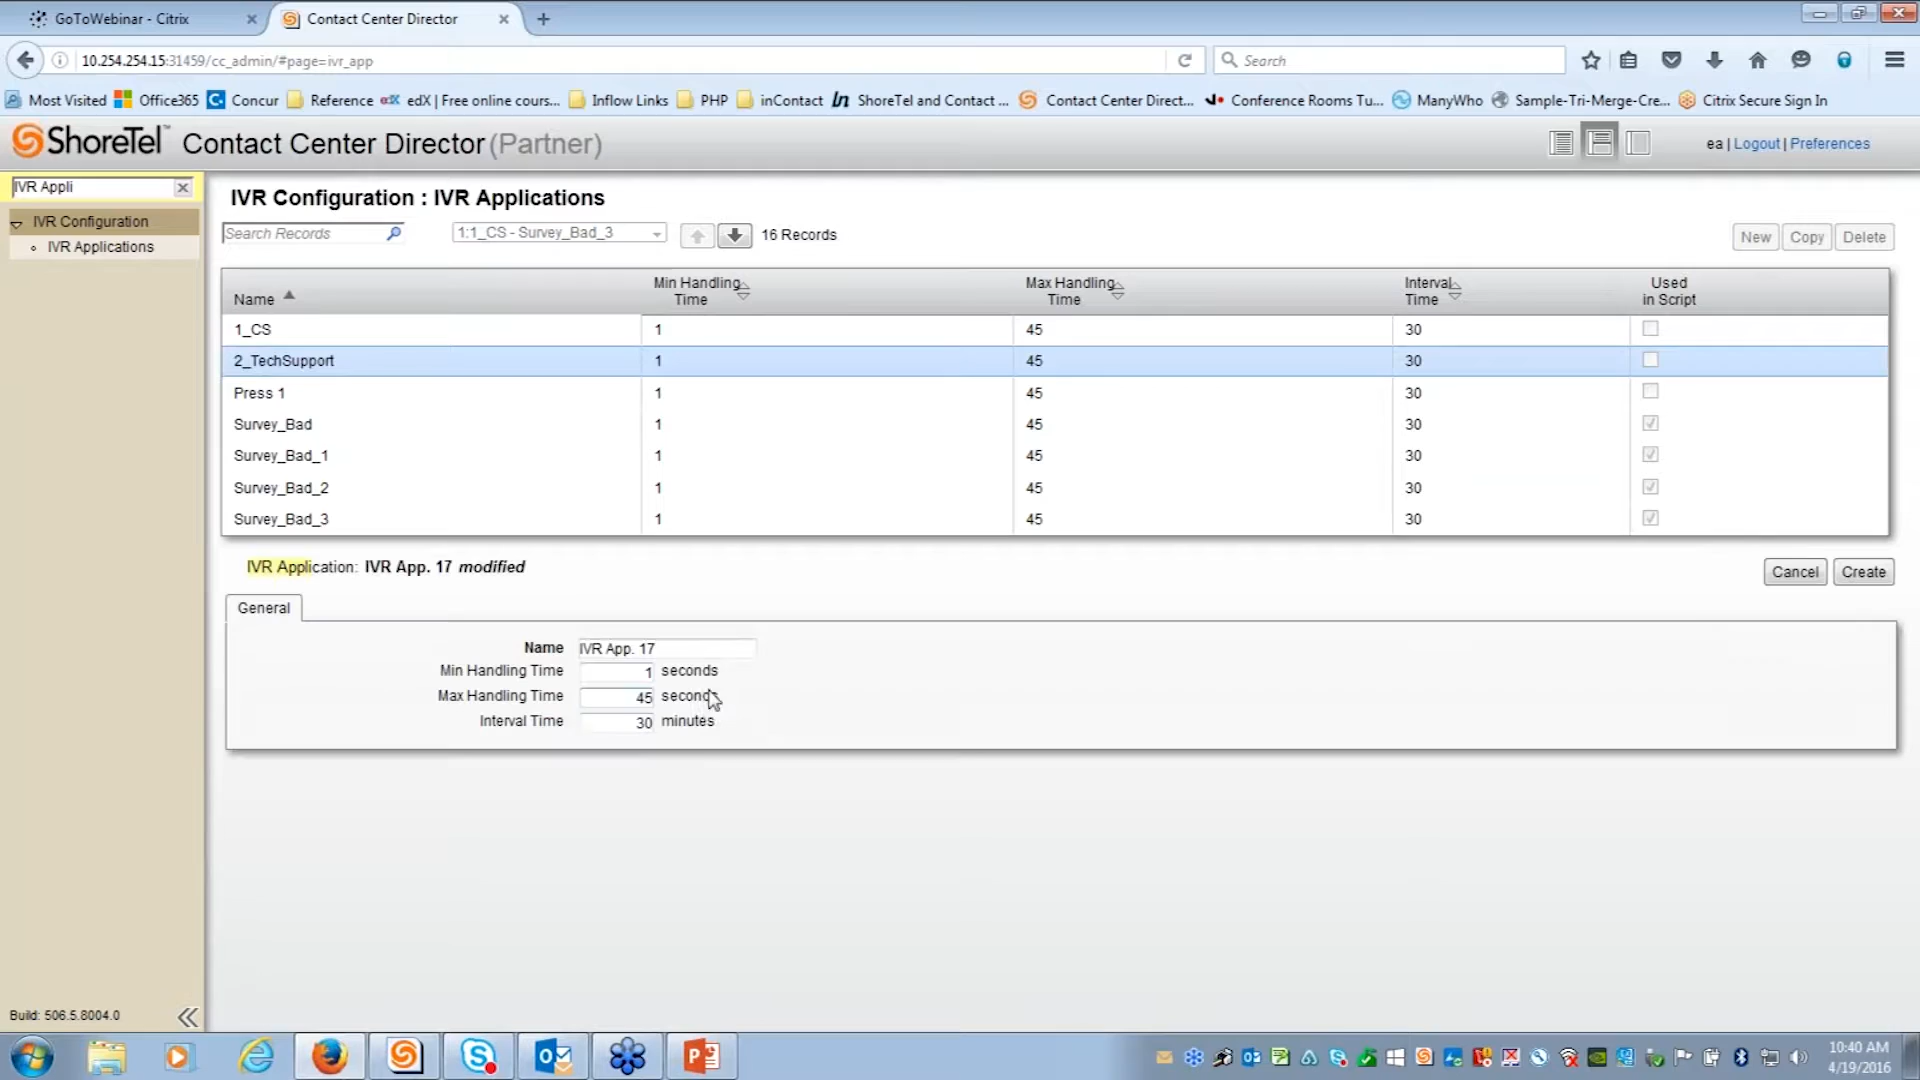 GoToWebinar - Citrix
Contact Center Director
10.254.254.15:31459/cc_admin/#page=ivr_app
Search
Most Visited Office365 Concur Reference edX | Free online cours... Inflow Links PHP inContact ShoreTel and Contact ... Contact Center Direct... Conference Rooms Tu... ManyWho Sample-Tri-Merge-Cre... Citrix Secure Sign In
ShoreTel™ Contact Center Director (Partner)
ea | Logout | Preferences
IVR Appli
IVR Configuration
IVR Applications
IVR Configuration : IVR Applications
Search Records 1:1_CS - Survey_Bad_3 16 Records New Copy Delete
Name Min Handling Time Max Handling Time Interval Time Used in Script
1_CS 1 45 30
2_TechSupport 1 45 30
Press 1 1 45 30
Survey_Bad 1 45 30
Survey_Bad_1 1 45 30
Survey_Bad_2 1 45 30
Survey_Bad_3 1 45 30
IVR Application: IVR App. 17 modified
Cancel Create
General
Name IVR App. 17
Min Handling Time 1 seconds
Max Handling Time 45 seconds
Interval Time 30 minutes
Build: 506.5.8004.0
10:40 AM
4/19/2016